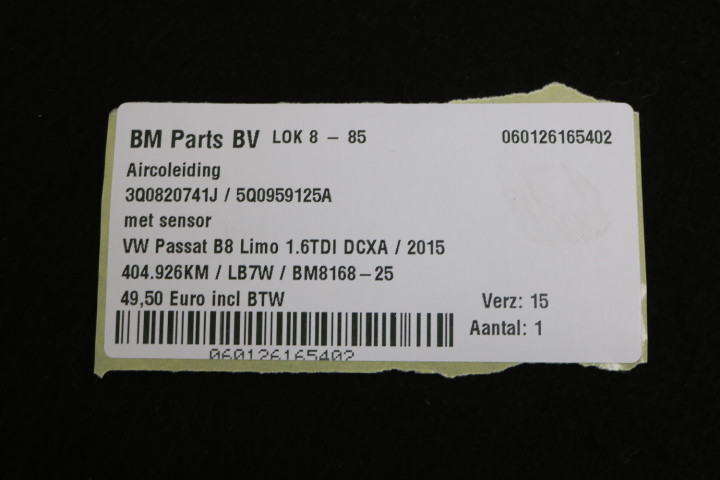 BM Parts BV LOK 8 - 85 060126165402
Aircoleiding
3Q0820741J / 5Q0959125A
met sensor
VW Passat B8 Limo 1.6TDI DCXA / 2015
404.926KM / LB7W / BM8168-25
49,50 Euro incl BTW
Verz: 15
Aantal: 1
060126165402